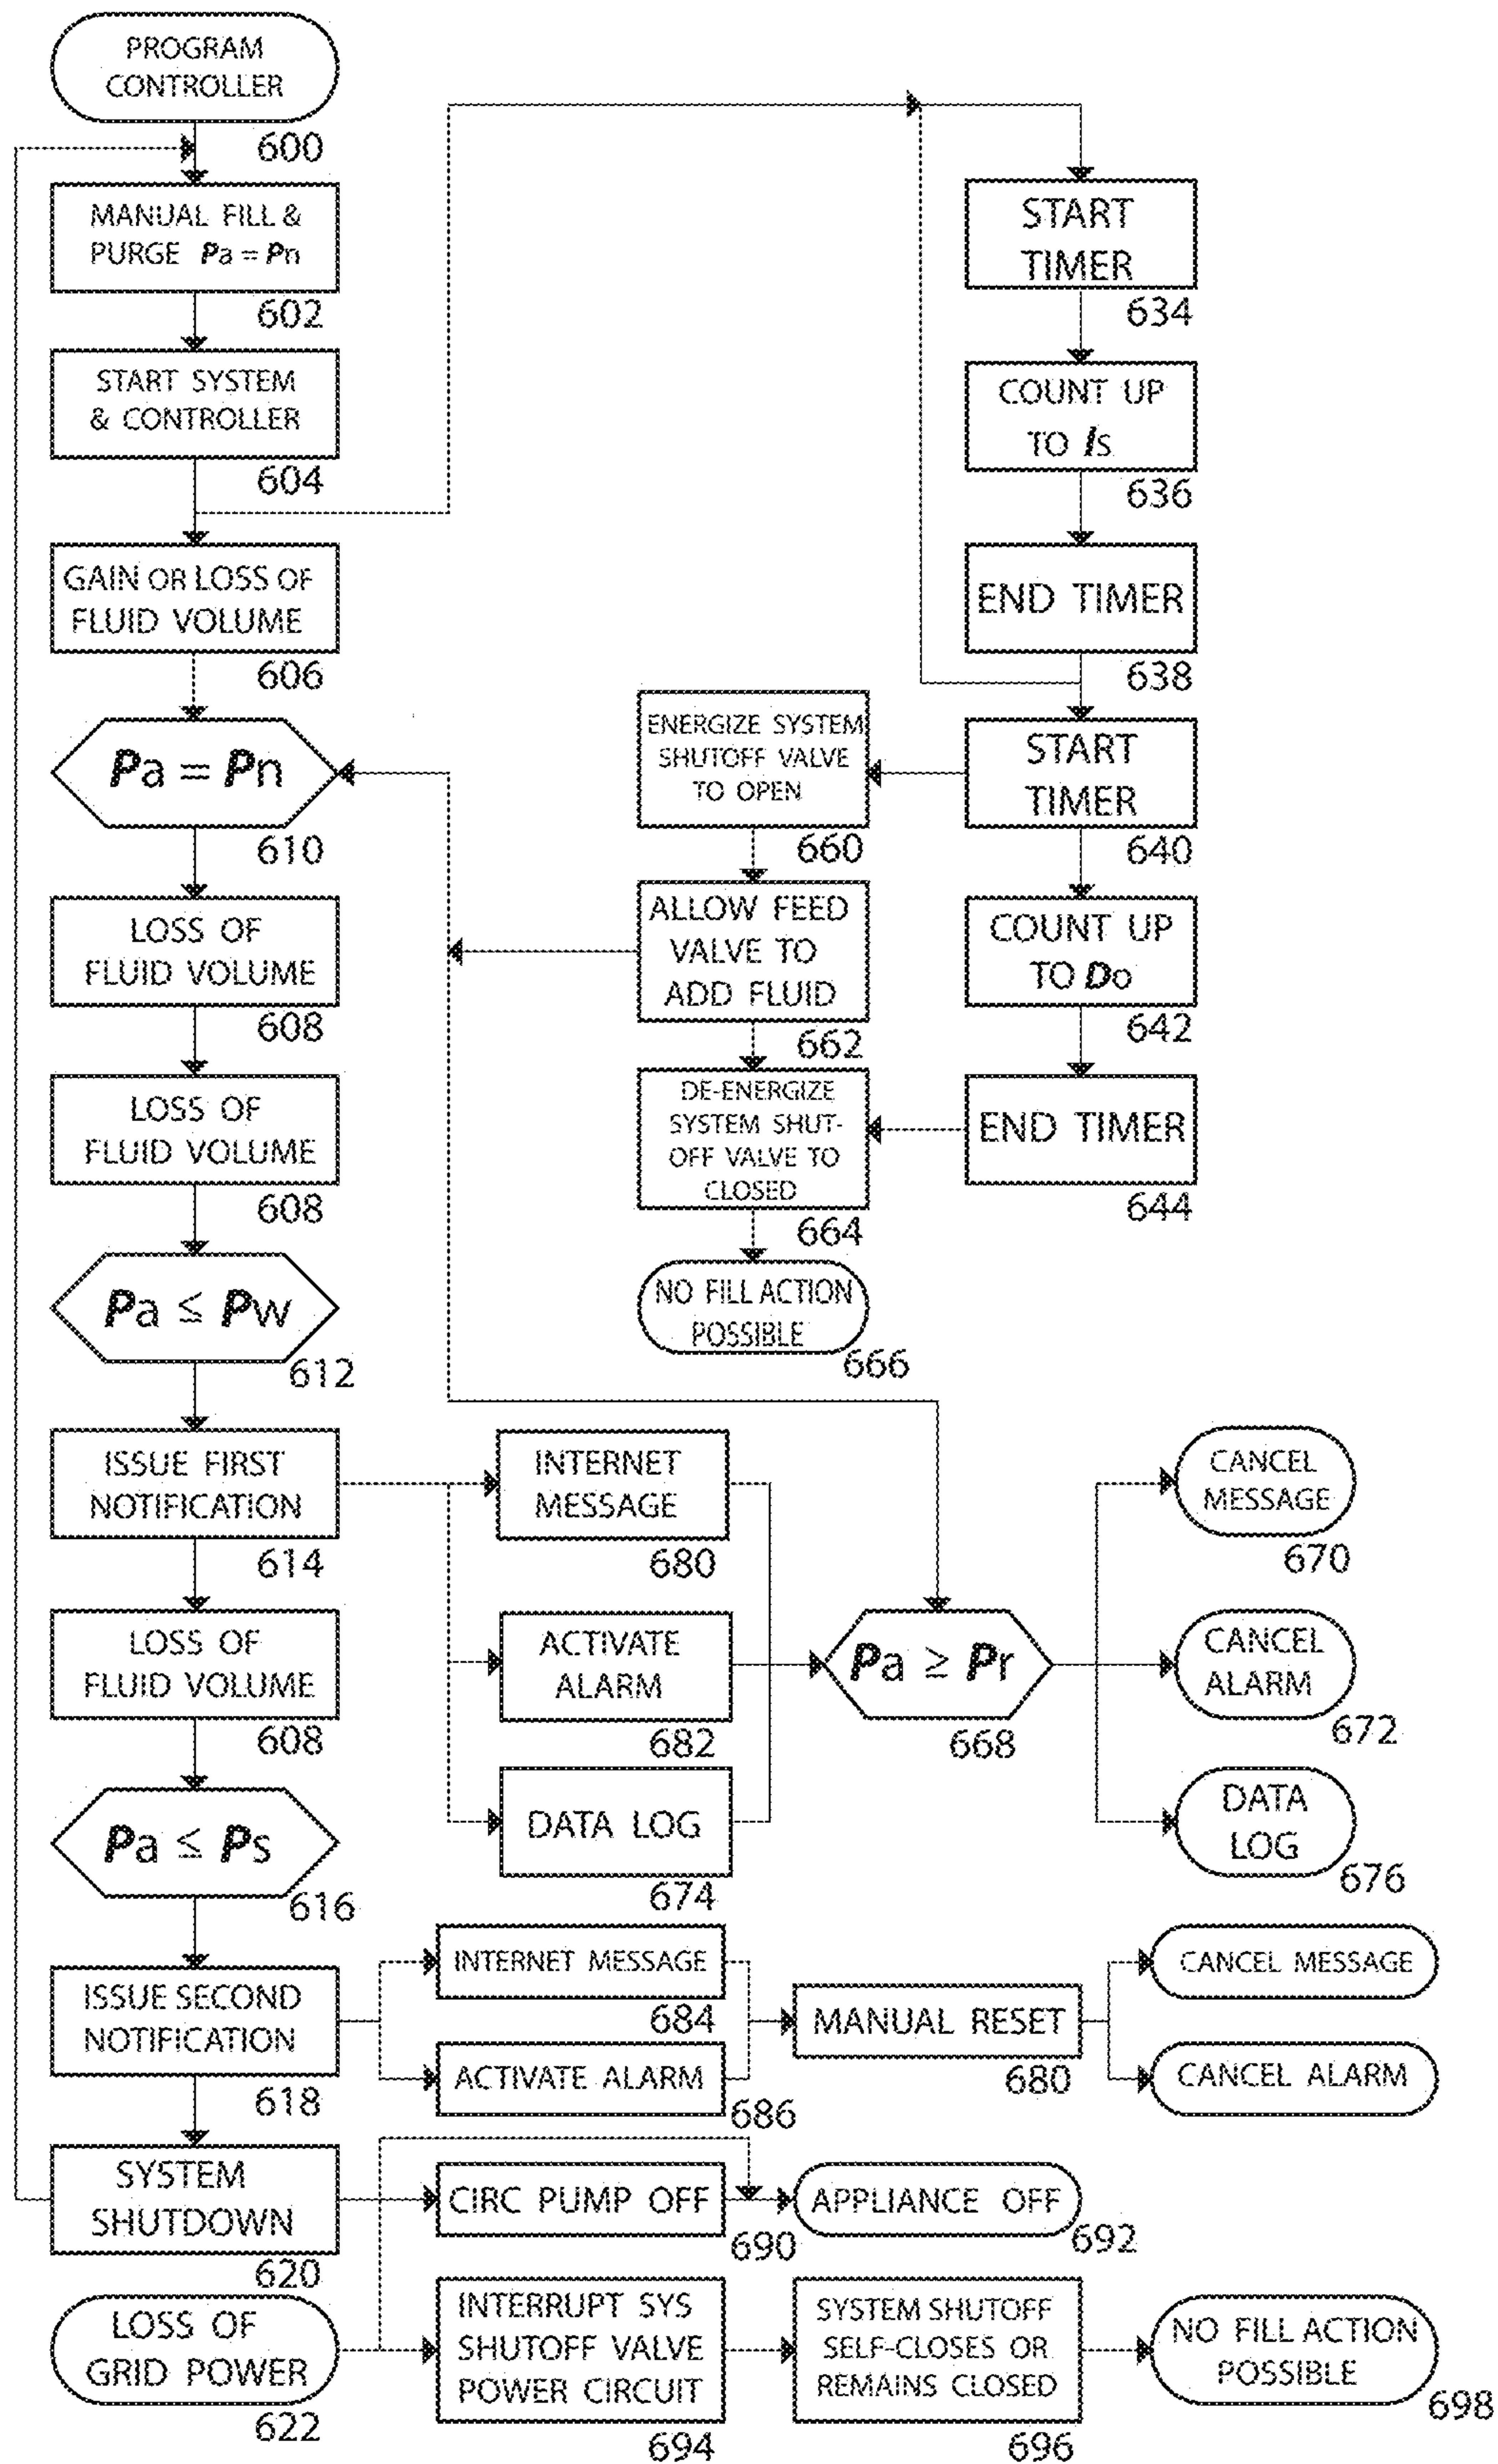 PROGRAM
CONTROLLER
600
MANUAL FILL &
PURGE Pa = Pn
602
START SYSTEM
& CONTROLLER
604
GAIN OR LOSS OF
FLUID VOLUME
606
Pa = Pn
610
LOSS OF
FLUID VOLUME
608
LOSS OF
FLUID VOLUME
608
Pa ≤ Pw
612
ISSUE FIRST
NOTIFICATION
614
LOSS OF
FLUID VOLUME
608
Pa ≤ Ps
616
ISSUE SECOND
NOTIFICATION
618
SYSTEM
SHUTDOWN
620
LOSS OF
GRID POWER
622
START
TIMER
634
COUNT UP
TO Is
636
END TIMER
638
START
TIMER
640
COUNT UP
TO Do
642
END TIMER
644
ENERGIZE SYSTEM
SHUTOFF VALVE
TO OPEN
660
ALLOW FEED
VALVE TO
ADD FLUID
662
DE-ENERGIZE
SYSTEM SHUT-
OFF VALVE TO
CLOSED
664
NO FILL ACTION
POSSIBLE
666
INTERNET
MESSAGE
680
ACTIVATE
ALARM
682
DATA LOG
674
Pa ≥ Pr
668
CANCEL
MESSAGE
670
CANCEL
ALARM
672
DATA
LOG
676
INTERNET MESSAGE
684
ACTIVATE ALARM
686
MANUAL RESET
680
CANCEL MESSAGE
CANCEL ALARM
CIRC PUMP OFF
690
APPLIANCE OFF
692
INTERRUPT SYS
SHUTOFF VALVE
POWER CIRCUIT
694
SYSTEM SHUTOFF
SELF-CLOSES OR
REMAINS CLOSED
696
NO FILL ACTION
POSSIBLE
698